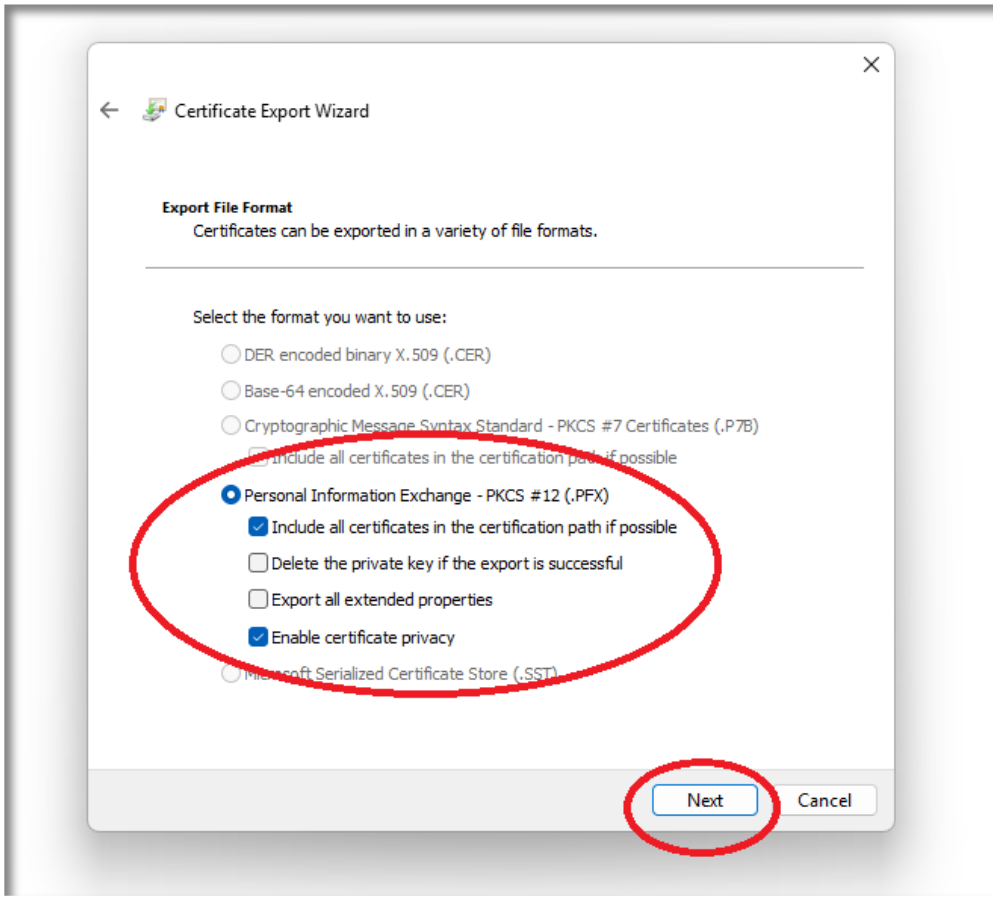 Certificate Export Wizard
Export File Format
Certificates can be exported in a variety of file formats.
Select the format you want to use:
DER encoded binary X.509 (.CER)
Base-64 encoded X.509 (.CER)
Cryptographic Message Syntax Standard - PKCS #7 Certificates (.P7B)
Include all certificates in the certification path if possible
Personal Information Exchange - PKCS #12 (.PFX)
Include all certificates in the certification path if possible
Delete the private key if the export is successful
Export all extended properties
Enable certificate privacy
Microsoft Serialized Certificate Store (.SST)
Next Cancel